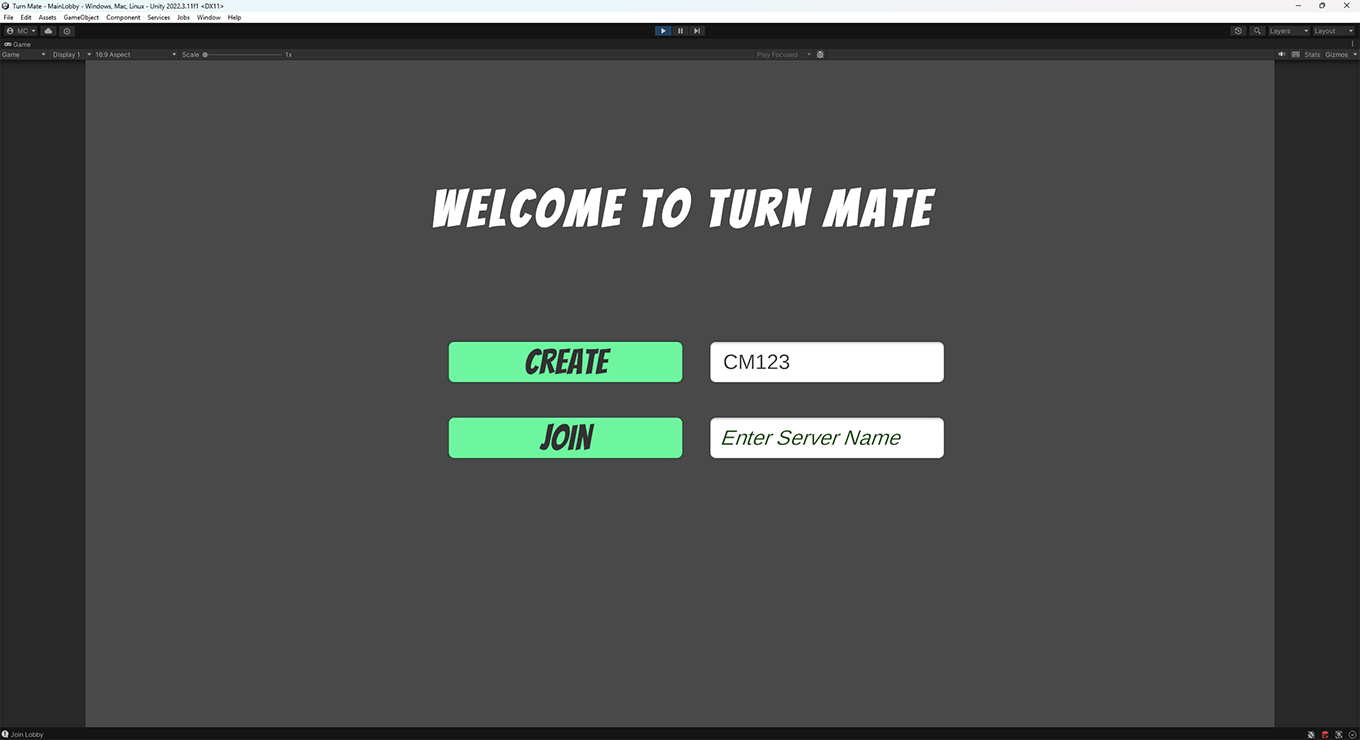 Turn Mate - MainLobby - Windows, Mac, Linux - Unity 2022.3.11f1 <DX11>
File Edit Assets GameObject Component Services Jobs Window Help
MC Layers Layout
Game
Game Display 1 16:9 Aspect Scale 1x Play Focused Stats Gizmos
WELCOME TO TURN MATE
CREATE CM123
JOIN Enter Server Name
Join Lobby